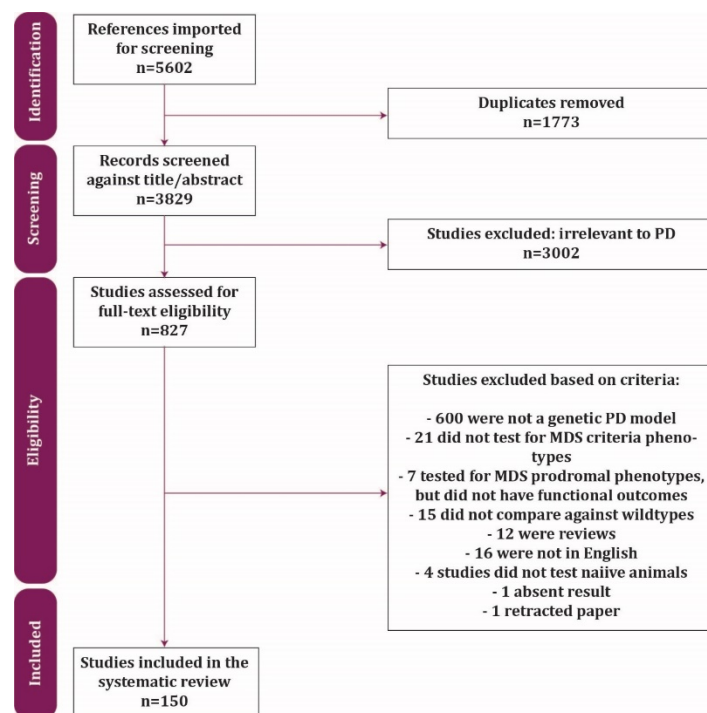 Identification
References imported
for screening
n=5602
Duplicates removed
n=1773
Screening
Records screened
against title/abstract
n=3829
Studies excluded: irrelevant to PD
n=3002
Eligibility
Studies assessed for
full-text eligibility
n=827
Studies excluded based on criteria:
- 600 were not a genetic PD model
- 21 did not test for MDS criteria pheno-
types
- 7 tested for MDS prodromal phenotypes,
but did not have functional outcomes
- 15 did not compare against wildtypes
- 12 were reviews
- 16 were not in English
- 4 studies did not test naiive animals
- 1 absent result
- 1 retracted paper
Included
Studies included in the
systematic review
n=150